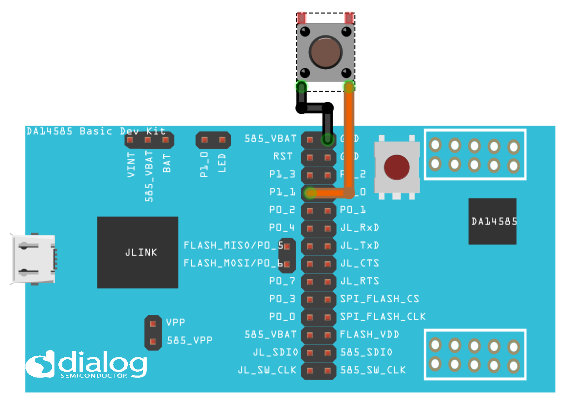 DA14585 Basic Dev Kit
VINT
585_VBAT
BAT
P1_0
LED
585_VBAT
GND
RST
GND
P1_3
P1_2
P1_1
_0
P0_2
P0_1
P0_4
JL_RxD
FLASH_MISO/P0_5
JL_TxD
FLASH_MOSI/P0_6
JL_CTS
P0_7
JL_RTS
P0_3
SPI_FLASH_CS
P0_0
SPI_FLASH_CLK
585_VBAT
FLASH_VDD
JL_SDIO
585_SDIO
JL_SW_CLK
585_SW_CLK
JLINK
DA14585
VPP
585_VPP
dialog
SEMICONDUCTOR